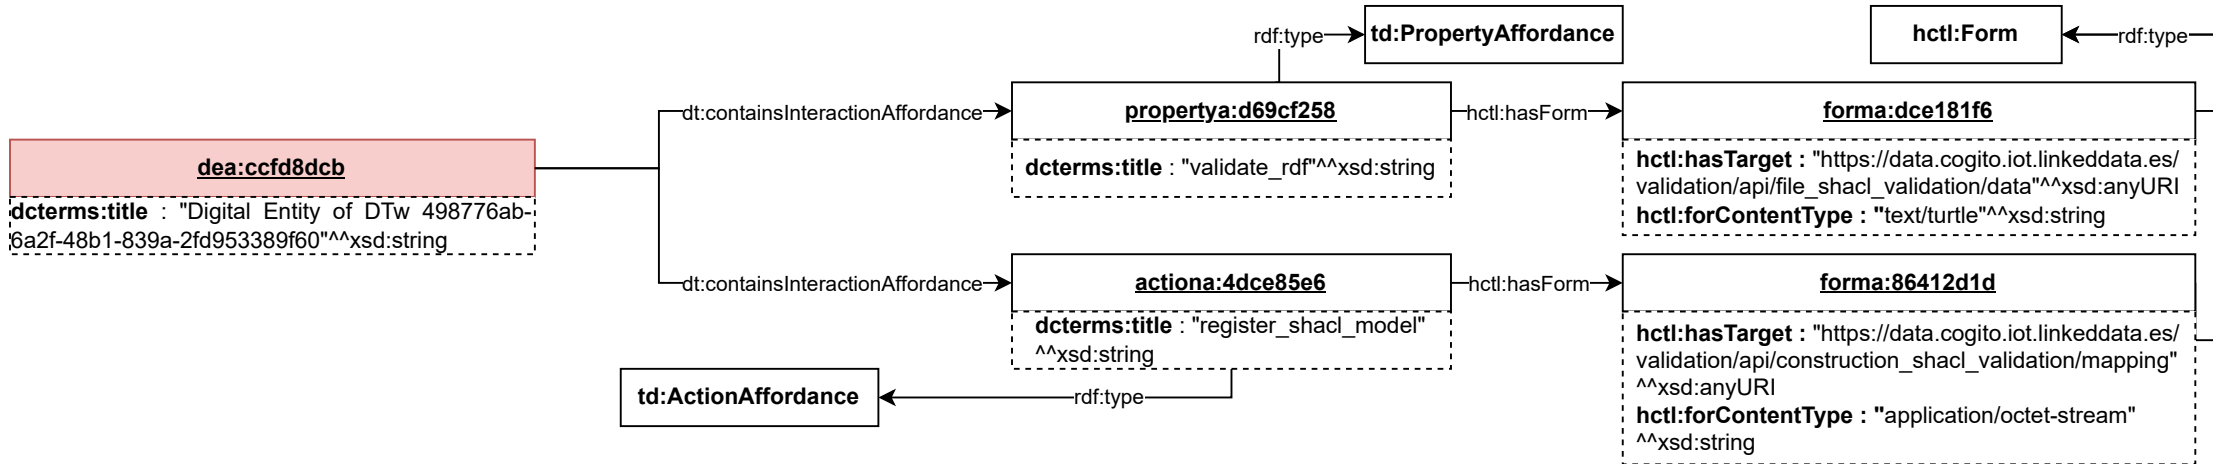 rdf:type
td:PropertyAffordance
hctl:Form
rdf:type
dt:containsInteractionAffordance
propertya:d69cf258
hctl:hasForm
forma:dce181f6
dea:ccfd8dcb
dcterms:title : "Digital Entity of DTw 498776ab-
6a2f-48b1-839a-2fd953389f60"^^xsd:string
dcterms:title : "validate_rdf"^^xsd:string
hctl:hasTarget : "https://data.cogito.iot.linkeddata.es/
validation/api/file_shacl_validation/data"^^xsd:anyURI
hctl:forContentType : "text/turtle"^^xsd:string
dt:containsInteractionAffordance
actiona:4dce85e6
hctl:hasForm
forma:86412d1d
dcterms:title : "register_shacl_model"
^^xsd:string
hctl:hasTarget : "https://data.cogito.iot.linkeddata.es/
validation/api/construction_shacl_validation/mapping"
^^xsd:anyURI
hctl:forContentType : "application/octet-stream"
^^xsd:string
td:ActionAffordance
rdf:type